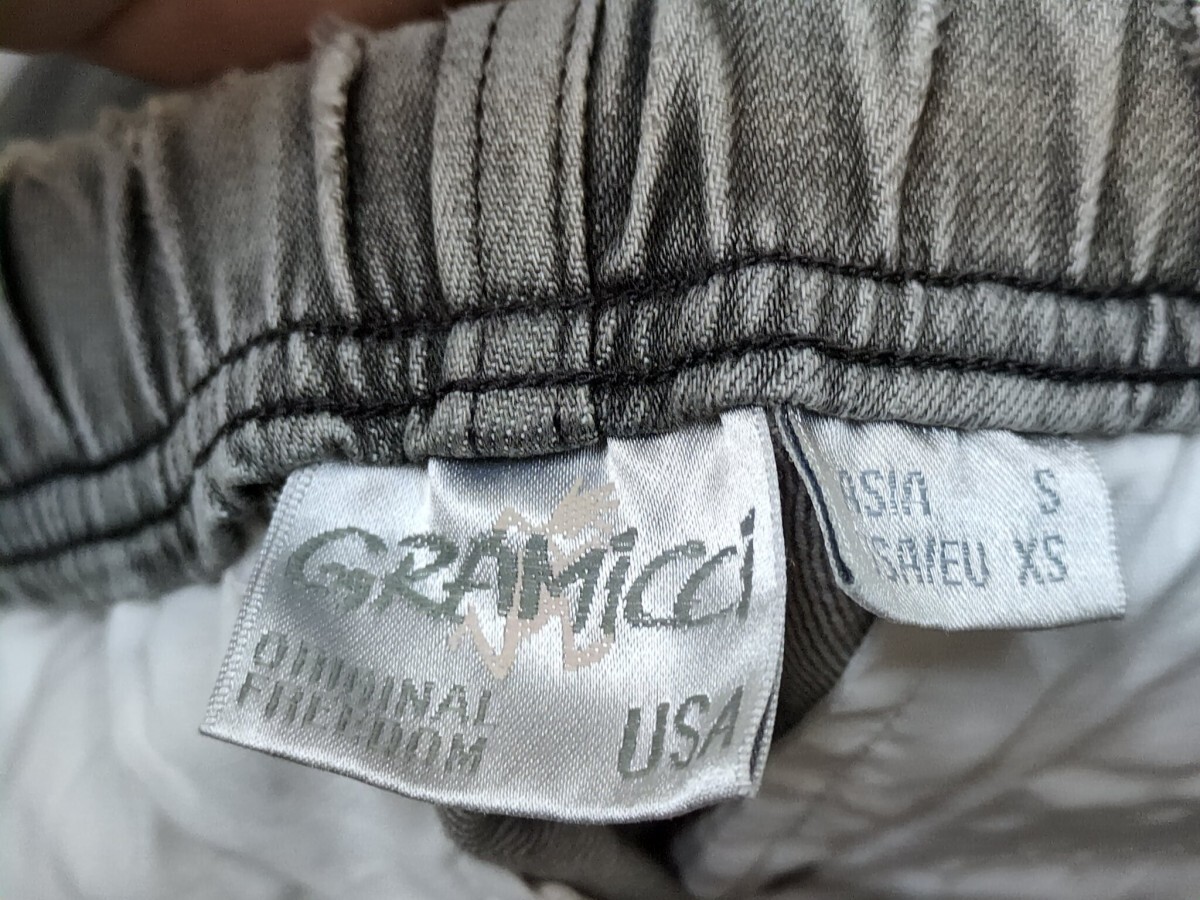 GRAMICCI
ORIGINAL
FREEDOM
USA
ASIA S
USA/EU XS